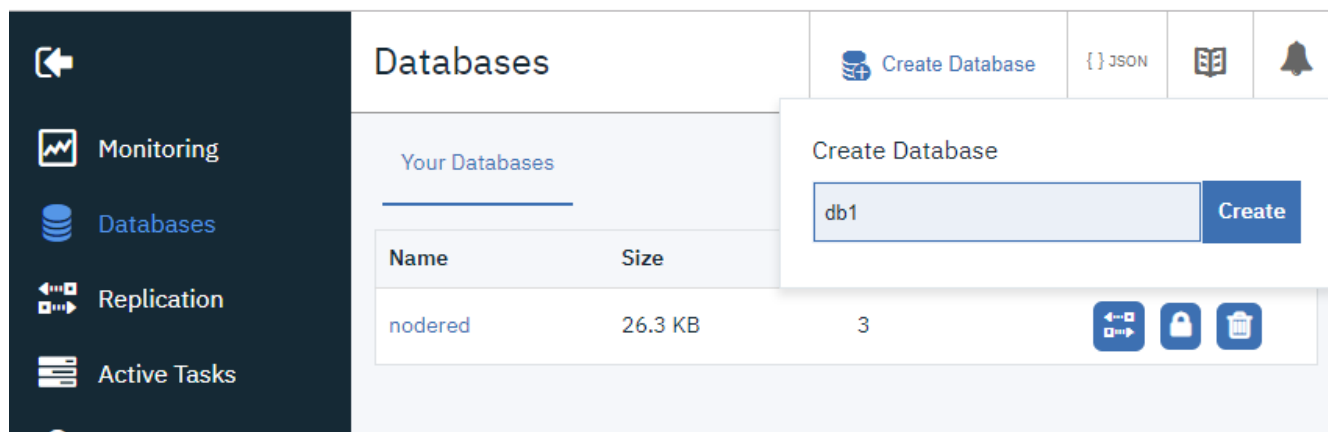 Databases
Create Database
{ } JSON
Monitoring
Databases
Replication
Active Tasks
Your Databases
Create Database
db1
Create
Name Size
nodered 26.3 KB 3